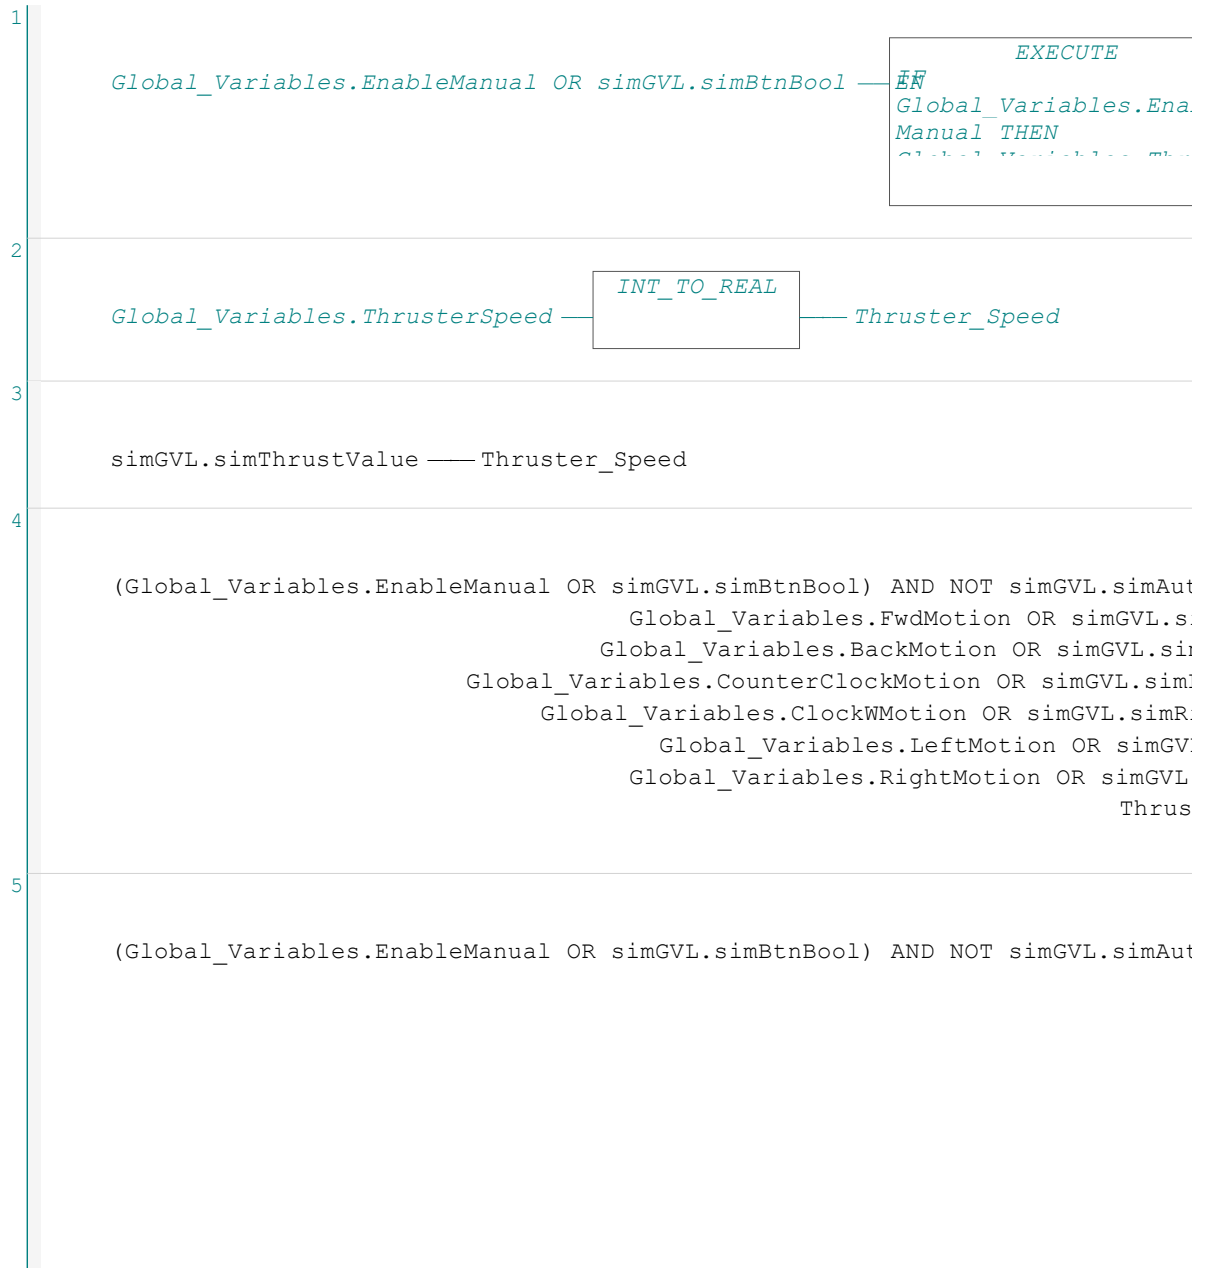 1
EXECUTE
Global_Variables.EnableManual OR simGVL.simBtnBool
EN
IF
Global_Variables.Ena
Manual THEN
2
INT_TO_REAL
Global_Variables.ThrusterSpeed
Thruster_Speed
3
simGVL.simThrustValue
Thruster_Speed
4
(Global_Variables.EnableManual OR simGVL.simBtnBool) AND NOT simGVL.simAut
Global_Variables.FwdMotion OR simGVL.s
Global_Variables.BackMotion OR simGVL.sim
Global_Variables.CounterClockMotion OR simGVL.sim
Global_Variables.ClockWMotion OR simGVL.simR
Global_Variables.LeftMotion OR simGV
Global_Variables.RightMotion OR simGVL
Thrus
5
(Global_Variables.EnableManual OR simGVL.simBtnBool) AND NOT simGVL.simAut